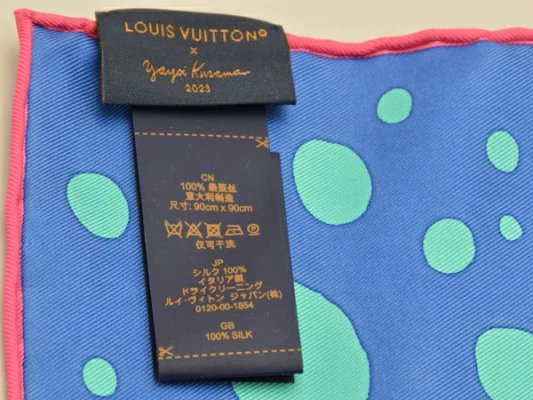 LOUIS VUITTON®
x
Yayoi Kusama
2023
CN
100% 桑蚕丝
意大利制造
尺寸: 90cm x 90cm
仅可干洗
JP
シルク 100%
イタリア製
ドライクリーニング
ルイ・ヴィトン ジャパン(株)
0120-00-1854
GB
100% SILK